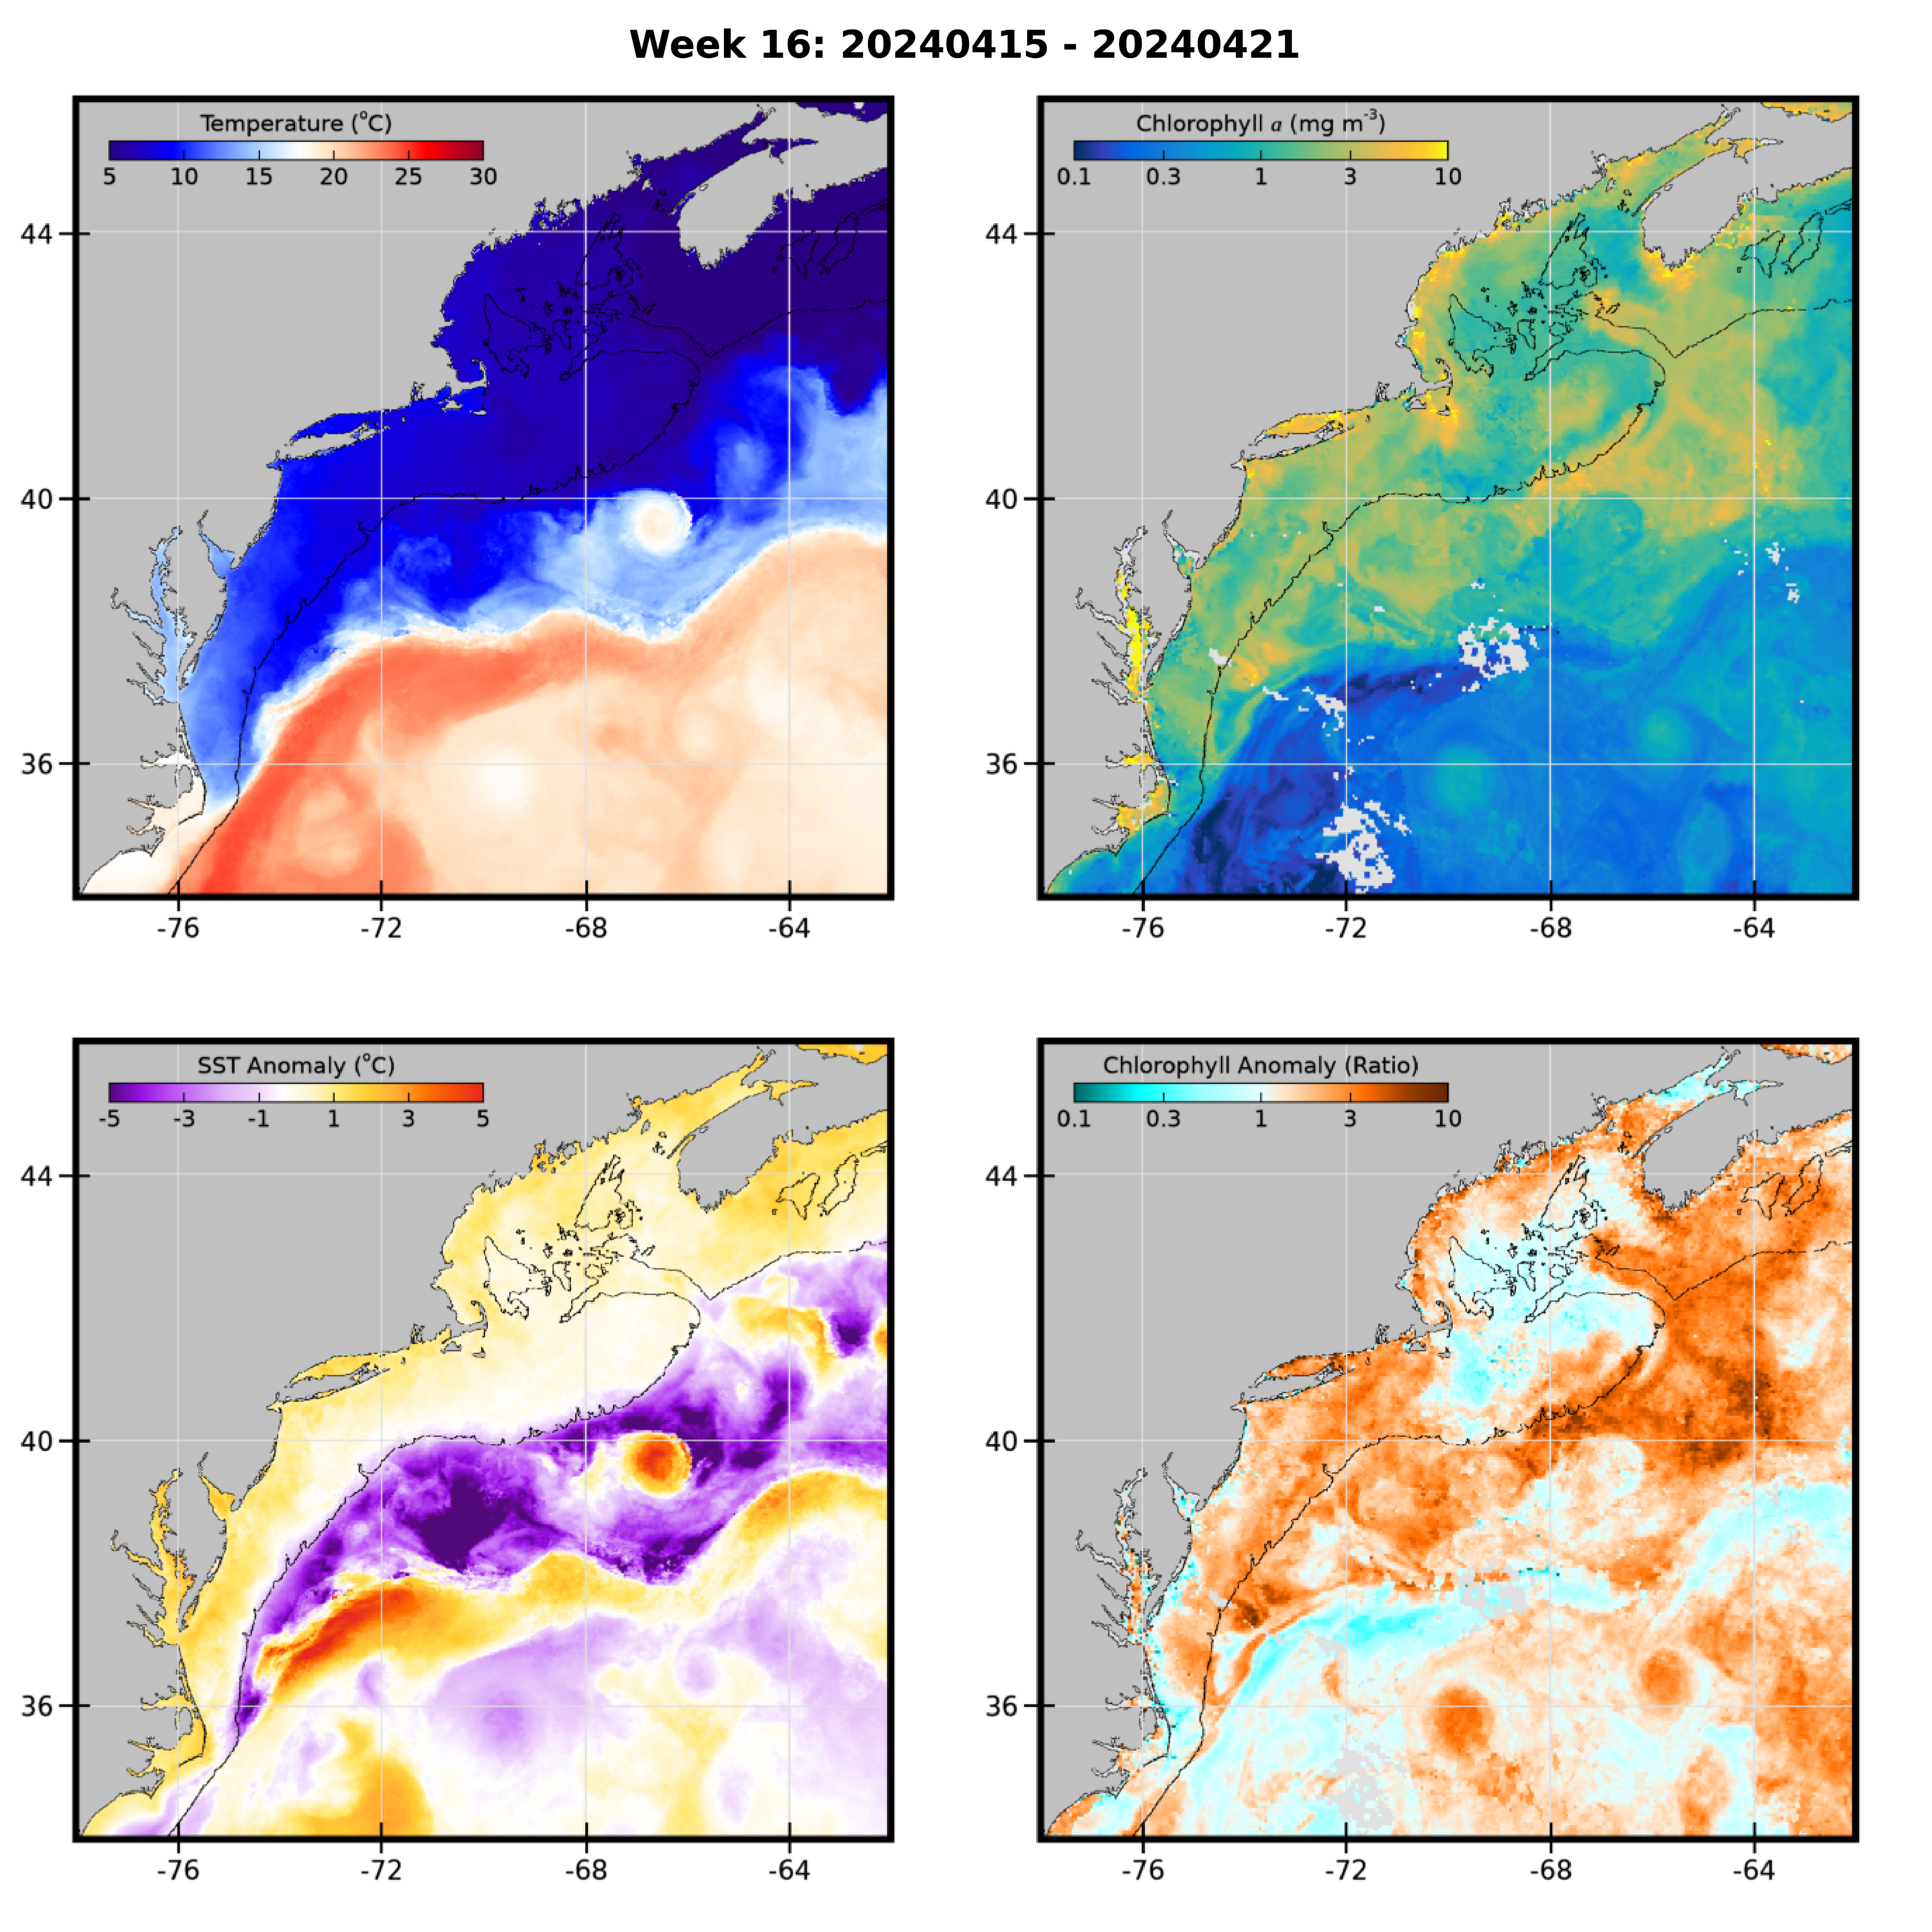 Week 16: 20240415 - 20240421
Temperature (°C)
5 10 15 20 25 30
44
40
36
-76 -72 -68 -64
Chlorophyll a (mg m⁻³)
0.1 0.3 1 3 10
44
40
36
-76 -72 -68 -64
SST Anomaly (°C)
-5 -3 -1 1 3 5
44
40
36
-76 -72 -68 -64
Chlorophyll Anomaly (Ratio)
0.1 0.3 1 3 10
44
40
36
-76 -72 -68 -64